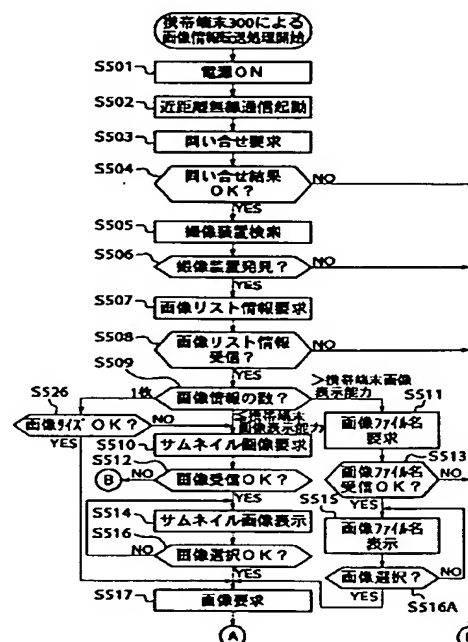 携帯端末300による
画像情報転送処理開始
S501
電源ON
S502
近距離無線通信起動
S503
問い合せ要求
S504
問い合せ結果
OK?
NO
YES
S505
撮像装置検索
S506
撮像装置発見?
NO
YES
S507
画像リスト情報要求
S508
画像リスト情報
受信?
NO
YES
S509
画像情報の数?
1枚
>携帯端末画像
表示能力
≦携帯端末
画像表示能力
S526
画像サイズ OK?
NO
YES
S511
画像ファイル名
要求
S510
サムネイル画像要求
S512
画像受信OK?
NO
B
YES
S513
画像ファイル名
受信OK?
NO
YES
S514
サムネイル画像表示
S515
画像ファイル名
表示
S516
画像選択OK?
NO
YES
画像選択?
NO
YES
S516A
S517
画像要求
A